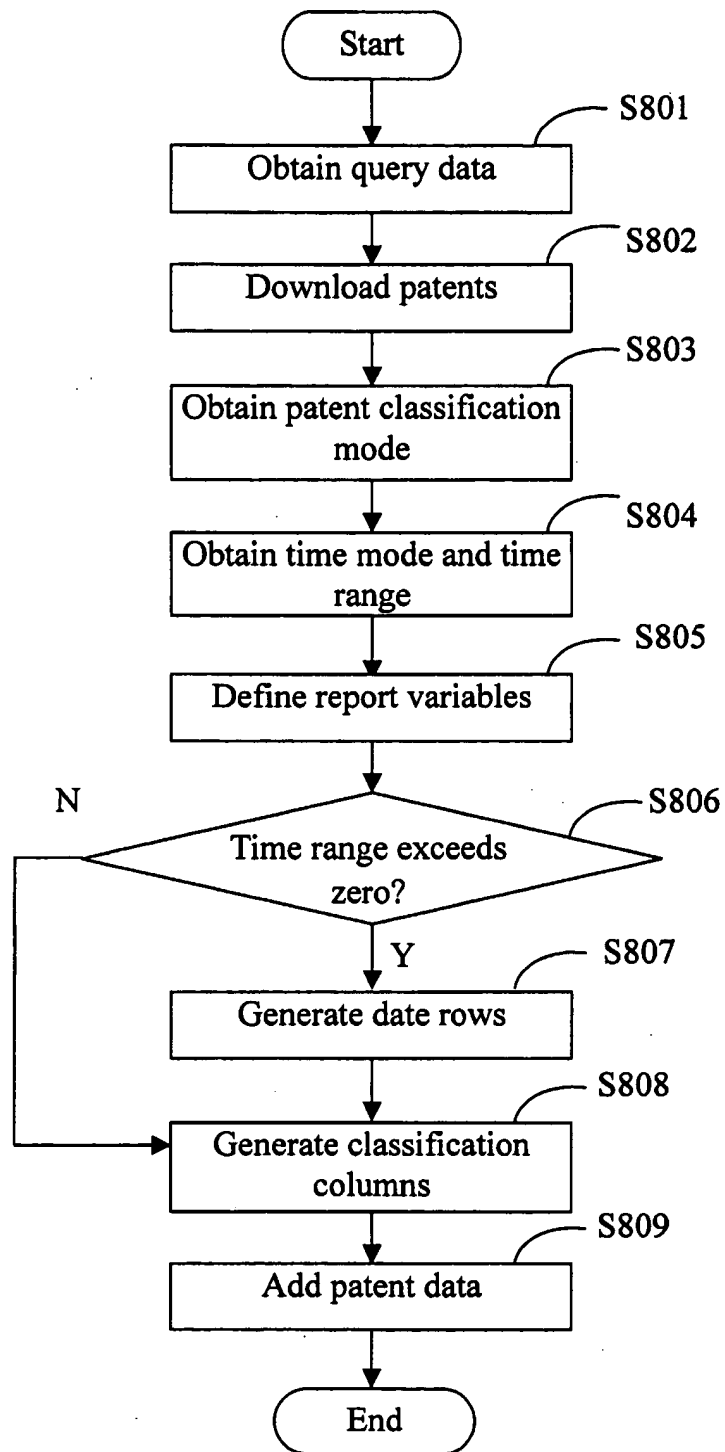 Start
S801
Obtain query data
S802
Download patents
S803
Obtain patent classification
mode
S804
Obtain time mode and time
range
S805
Define report variables
N
S806
Time range exceeds
zero?
Y
S807
Generate date rows
S808
Generate classification
columns
S809
Add patent data
End